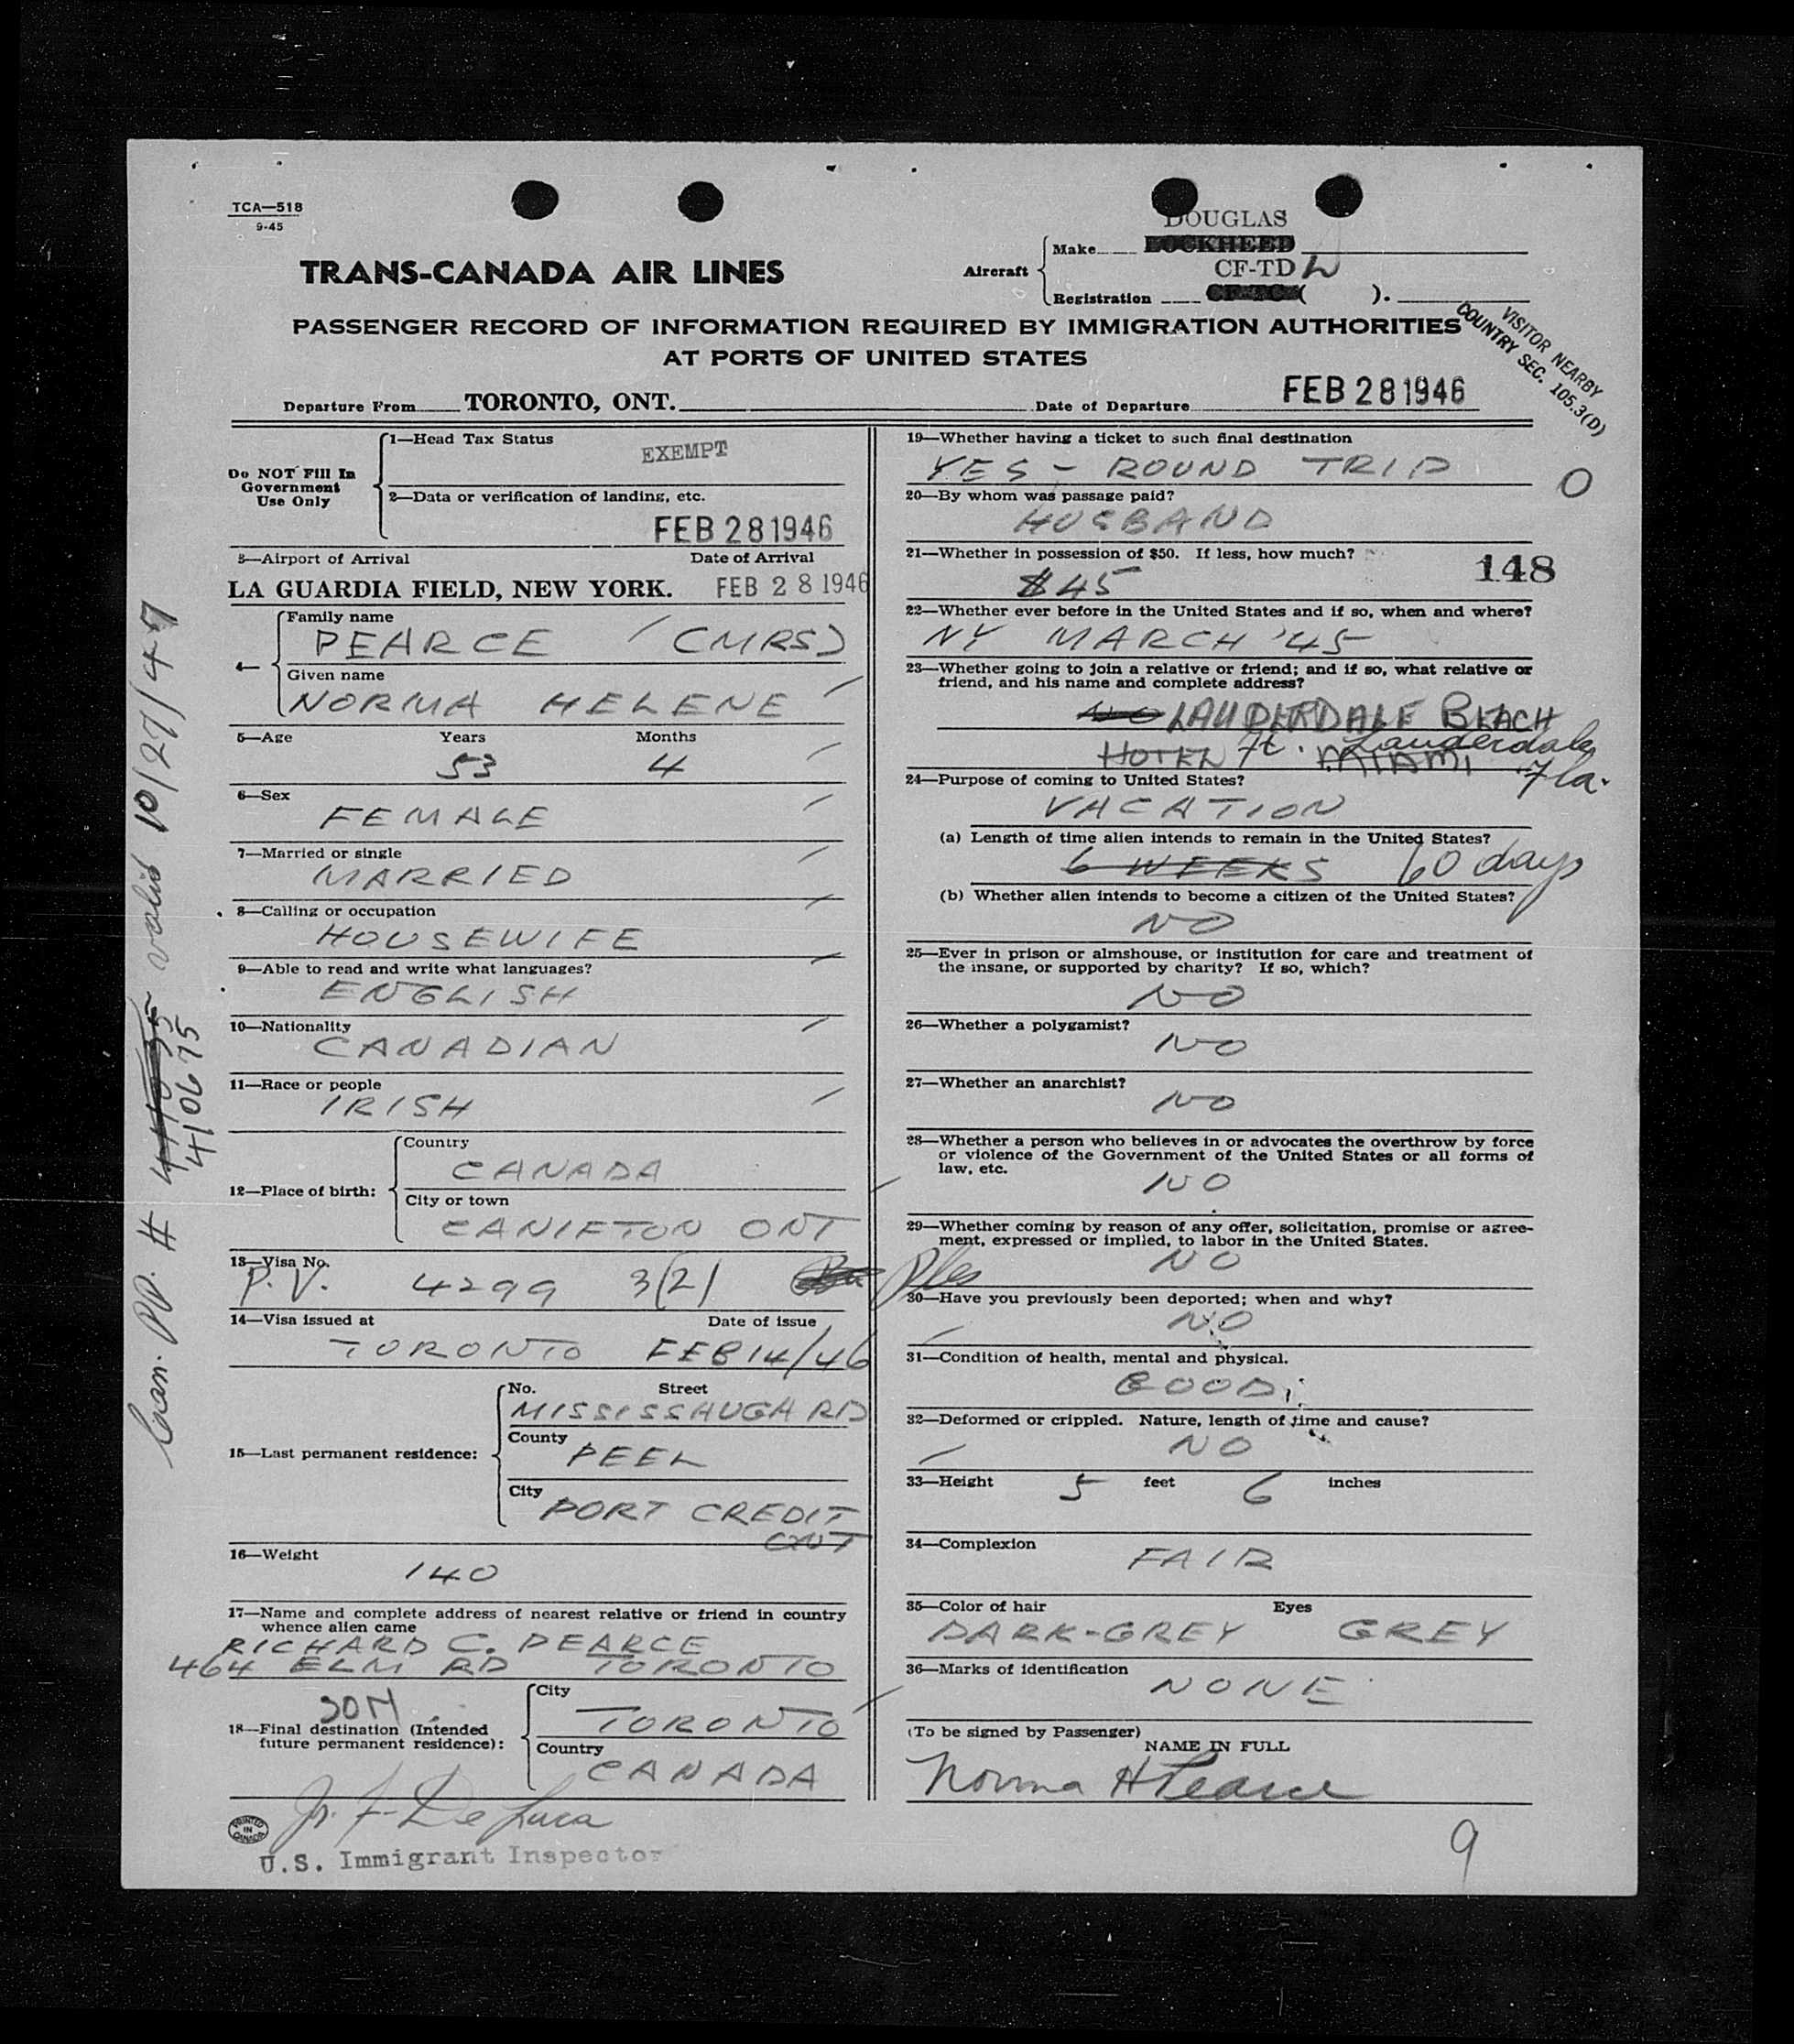 TCA—518
9-45
DOUGLAS
Make LOCKHEED
TRANS-CANADA AIR LINES
Aircraft
CF-TD W
Registration ( ).
PASSENGER RECORD OF INFORMATION REQUIRED BY IMMIGRATION AUTHORITIES
AT PORTS OF UNITED STATES
VISITOR NEARBY
COUNTRY SEC. 105.3(D)
Departure From TORONTO, ONT. Date of Departure FEB 28 1946
Do NOT Fill In
Government
Use Only
1—Head Tax Status
EXEMPT
2—Data or verification of landing, etc.
FEB 28 1946
3—Airport of Arrival Date of Arrival
LA GUARDIA FIELD, NEW YORK. FEB 28 1946
4—
Family name
PEARCE (MRS)
Given name
NORMA HELENE
5—Age Years Months
53 4
6—Sex
FEMALE
7—Married or single
MARRIED
8—Calling or occupation
HOUSEWIFE
9—Able to read and write what languages?
ENGLISH
10—Nationality
CANADIAN
11—Race or people
IRISH
12—Place of birth:
Country
CANADA
City or town
CANIFTON ONT
13—Visa No.
P.V. 4299 3(2)
14—Visa issued at Date of issue
TORONTO FEB 14/46
15—Last permanent residence:
No. Street
MISSISSAUGA RD
County
PEEL
City
PORT CREDIT
ONT
16—Weight
140
17—Name and complete address of nearest relative or friend in country
whence alien came
RICHARD C. PEARCE
464 ELM RD TORONTO
SON
18—Final destination (Intended
future permanent residence):
City
TORONTO
Country
CANADA
PRINTED
IN
CANADA
U.S. Immigrant Inspector
Can. PP. # 410675 valid 10/27/47
19—Whether having a ticket to such final destination
YES - ROUND TRIP
0
20—By whom was passage paid?
HUSBAND
21—Whether in possession of $50. If less, how much?
148
$45
22—Whether ever before in the United States and if so, when and where?
NY MARCH '45
23—Whether going to join a relative or friend; and if so, what relative or
friend, and his name and complete address?
NO LAUDERDALE BEACH
HOTEL Ft. Lauderdale
MIAMI Fla.
24—Purpose of coming to United States?
VACATION
(a) Length of time alien intends to remain in the United States?
6 WEEKS 60 days
(b) Whether alien intends to become a citizen of the United States?
NO
25—Ever in prison or almshouse, or institution for care and treatment of
the insane, or supported by charity? If so, which?
NO
26—Whether a polygamist?
NO
27—Whether an anarchist?
NO
28—Whether a person who believes in or advocates the overthrow by force
or violence of the Government of the United States or all forms of
law, etc.
NO
29—Whether coming by reason of any offer, solicitation, promise or agree-
ment, expressed or implied, to labor in the United States.
NO
30—Have you previously been deported; when and why?
NO
31—Condition of health, mental and physical.
GOOD
32—Deformed or crippled. Nature, length of time and cause?
NO
33—Height 5 feet 6 inches
34—Complexion
FAIR
35—Color of hair Eyes
DARK-GREY GREY
36—Marks of identification
NONE
(To be signed by Passenger)
NAME IN FULL
Norma H Pearce
9